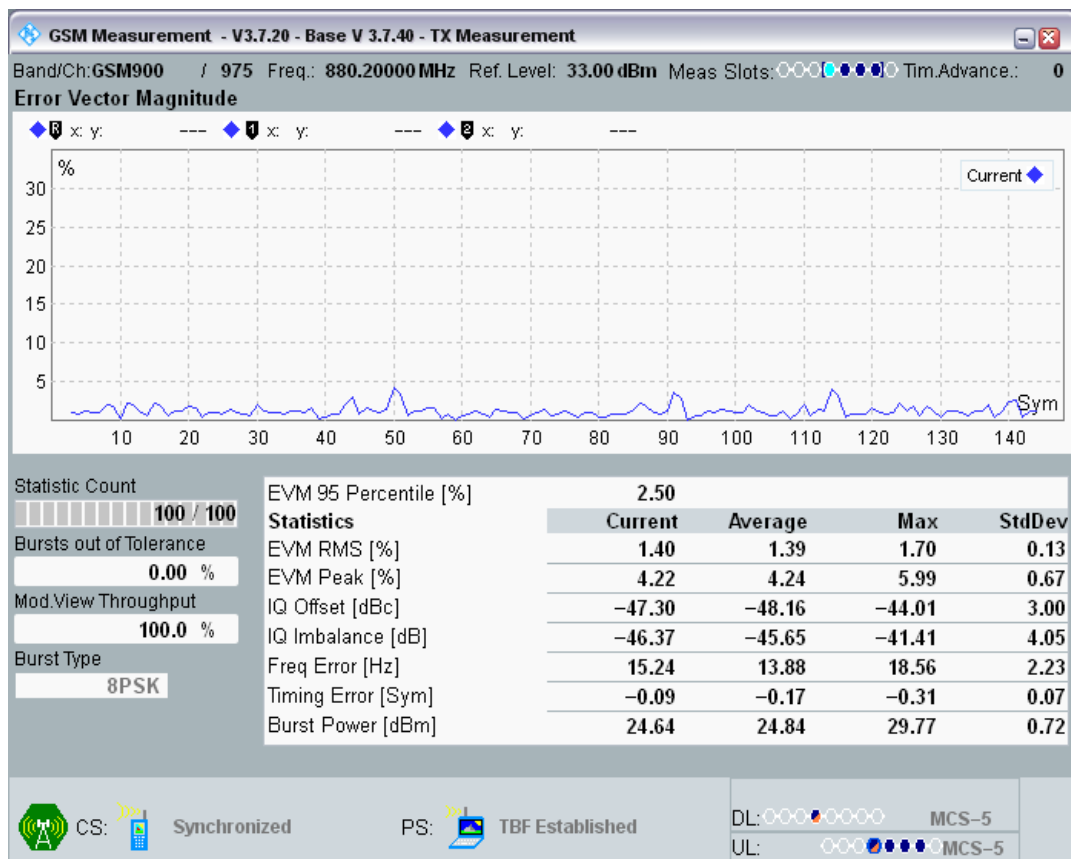 GSM Measurement - V3.7.20 - Base V 3.7.40 - TX Measurement
Band/Ch:GSM900 / 975 Freq.: 880.20000 MHz Ref. Level: 33.00 dBm Meas Slots: Tim.Advance.: 0
Error Vector Magnitude
R x: y: --- 1 x: y: --- 2 x: y: ---
%
Current
30
25
20
15
10
5
Sym
10 20 30 40 50 60 70 80 90 100 110 120 130 140
Statistic Count
100 / 100
Bursts out of Tolerance
0.00 %
Mod.View Throughput
100.0 %
Burst Type
8PSK
EVM 95 Percentile [%] 2.50
Statistics Current Average Max StdDev
EVM RMS [%] 1.40 1.39 1.70 0.13
EVM Peak [%] 4.22 4.24 5.99 0.67
IQ Offset [dBc] −47.30 −48.16 −44.01 3.00
IQ Imbalance [dB] −46.37 −45.65 −41.41 4.05
Freq Error [Hz] 15.24 13.88 18.56 2.23
Timing Error [Sym] −0.09 −0.17 −0.31 0.07
Burst Power [dBm] 24.64 24.84 29.77 0.72
CS: Synchronized PS: TBF Established
DL: MCS−5
UL: MCS−5